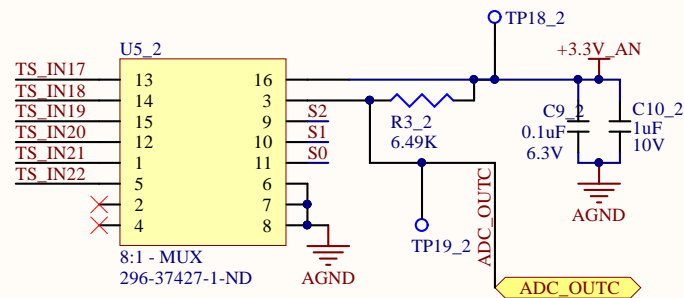 TP18_2
U5_2
+3.3V_AN
TS_IN17 13 16
TS_IN18 14 3
TS_IN19 15 9 S2
TS_IN20 12 10 S1
TS_IN21 1 11 S0
TS_IN22 5 6
2 7
4 8
R3_2
6.49K
C9_2
0.1uF
6.3V
C10_2
1uF
10V
AGND
TP19_2
ADC_OUTC
8:1 - MUX
296-37427-1-ND
AGND
ADC_OUTC